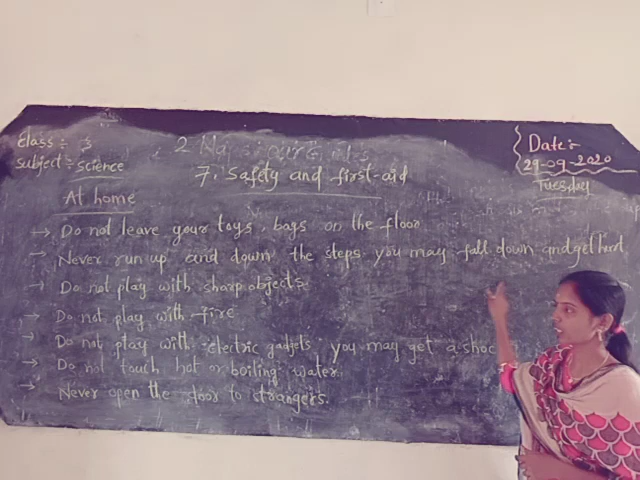 class :- 3
subject :- science
Date :-
29-09-2020
Tuesday
7. Safety and first-aid
At home
→ Do not leave your toys, bags on the floor
→ Never run up and down the steps you may fall down and get hurt
→ Do not play with sharp objects.
→ Do not play with fire
→ Do not play with electric gadgets you may get a shoc
→ Do not touch hot or boiling water.
→ Never open the door to strangers.